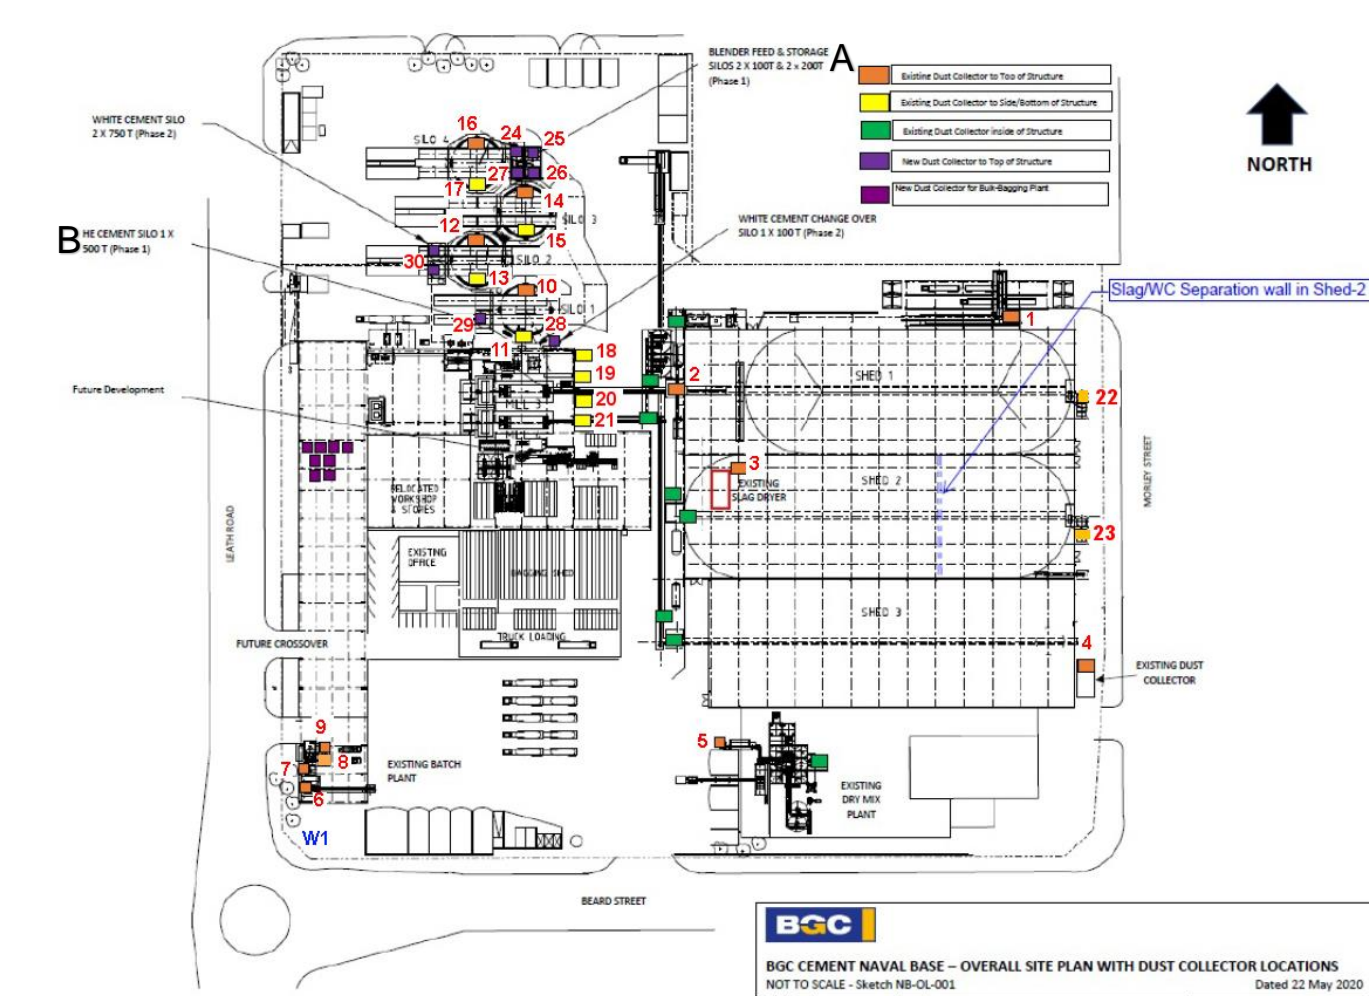 BLENDER FEED & STORAGE
SILOS 2 X 100T & 2 x 200T
(Phase 1)
A
Existing Dust Collector to Top of Structure
Existing Dust Collector to Side/Bottom of Structure
Existing Dust Collector inside of Structure
New Dust Collector to Top of Structure
New Dust Collector for Bulk-Bagging Plant
NORTH
WHITE CEMENT SILO
2 X 750 T (Phase 2)
16
SILO 4
24
25
27
26
17
14
12
SILO 3
15
WHITE CEMENT CHANGE OVER
SILO 1 X 100 T (Phase 2)
B
HE CEMENT SILO 1 X
500 T (Phase 1)
30
SILO 2
13
10
SILO 1
29
28
11
18
19
20
21
Slag/WC Separation wall in Shed-2
1
2
SHED 1
22
Future Development
MILL
3
SHED 2
EXISTING
SLAG DRYER
23
MORLEY STREET
LEATH ROAD
RELOCATED
WORKSHOP
& STORES
EXISTING
OFFICE
BAGGING SHED
TRUCK LOADING
SHED 3
FUTURE CROSSOVER
4
EXISTING DUST
COLLECTOR
9
8
7
6
EXISTING BATCH
PLANT
5
EXISTING
DRY MIX
PLANT
W1
BEARD STREET
BGC
BGC CEMENT NAVAL BASE – OVERALL SITE PLAN WITH DUST COLLECTOR LOCATIONS
NOT TO SCALE - Sketch NB-OL-001
Dated 22 May 2020